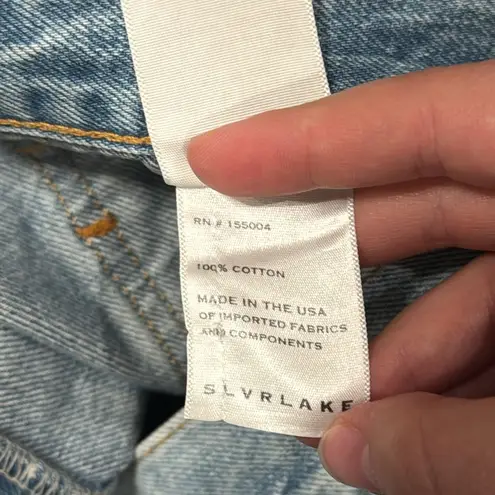 RN # 155004
100% COTTON
MADE IN THE USA
OF IMPORTED FABRICS
AND COMPONENTS
SLVRLAKE